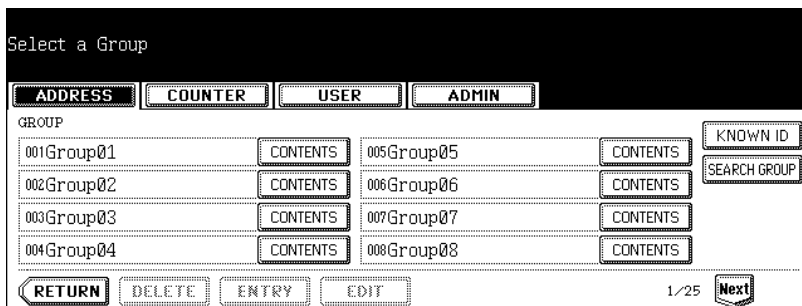 Select a Group
ADDRESS COUNTER USER ADMIN
GROUP
KNOWN ID
001Group01 CONTENTS 005Group05 CONTENTS
SEARCH GROUP
002Group02 CONTENTS 006Group06 CONTENTS
003Group03 CONTENTS 007Group07 CONTENTS
004Group04 CONTENTS 008Group08 CONTENTS
RETURN DELETE ENTRY EDIT 1/25 Next